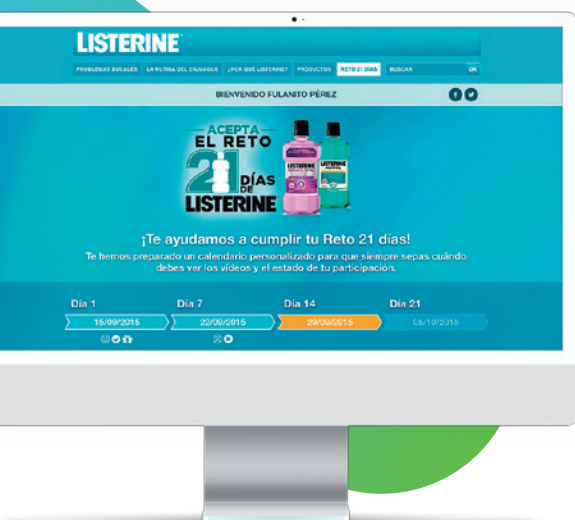 LISTERINE
PROBLEMAS BUCALES LA RUTINA DEL ENJUAGUE ¿POR QUÉ LISTERINE? PRODUCTOS RETO 21 DÍAS BUSCAR OK
BIENVENIDO FULANITO PÉREZ
ACEPTA
EL RETO
21 DÍAS
DE
LISTERINE
LISTERINE
LISTERINE
¡Te ayudamos a cumplir tu Reto 21 días!
Te hemos preparado un calendario personalizado para que siempre sepas cuándo
debes ver los vídeos y el estado de tu participación.
Día 1 Día 7 Día 14 Día 21
15/09/2015 22/09/2015 29/09/2015 05/10/2015